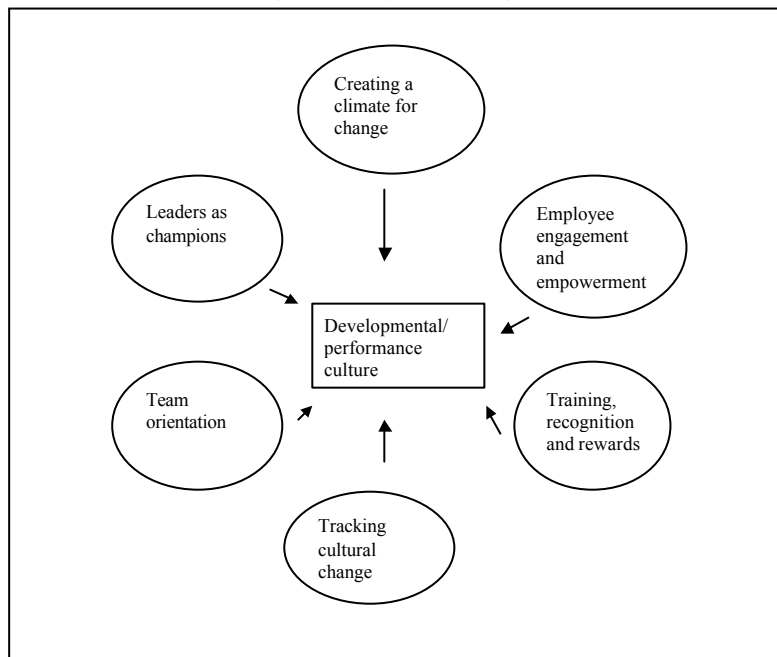 Creating a
climate for
change
Leaders as
champions
Employee
engagement
and
empowerment
Developmental/
performance
culture
Team
orientation
Training,
recognition
and rewards
Tracking
cultural
change